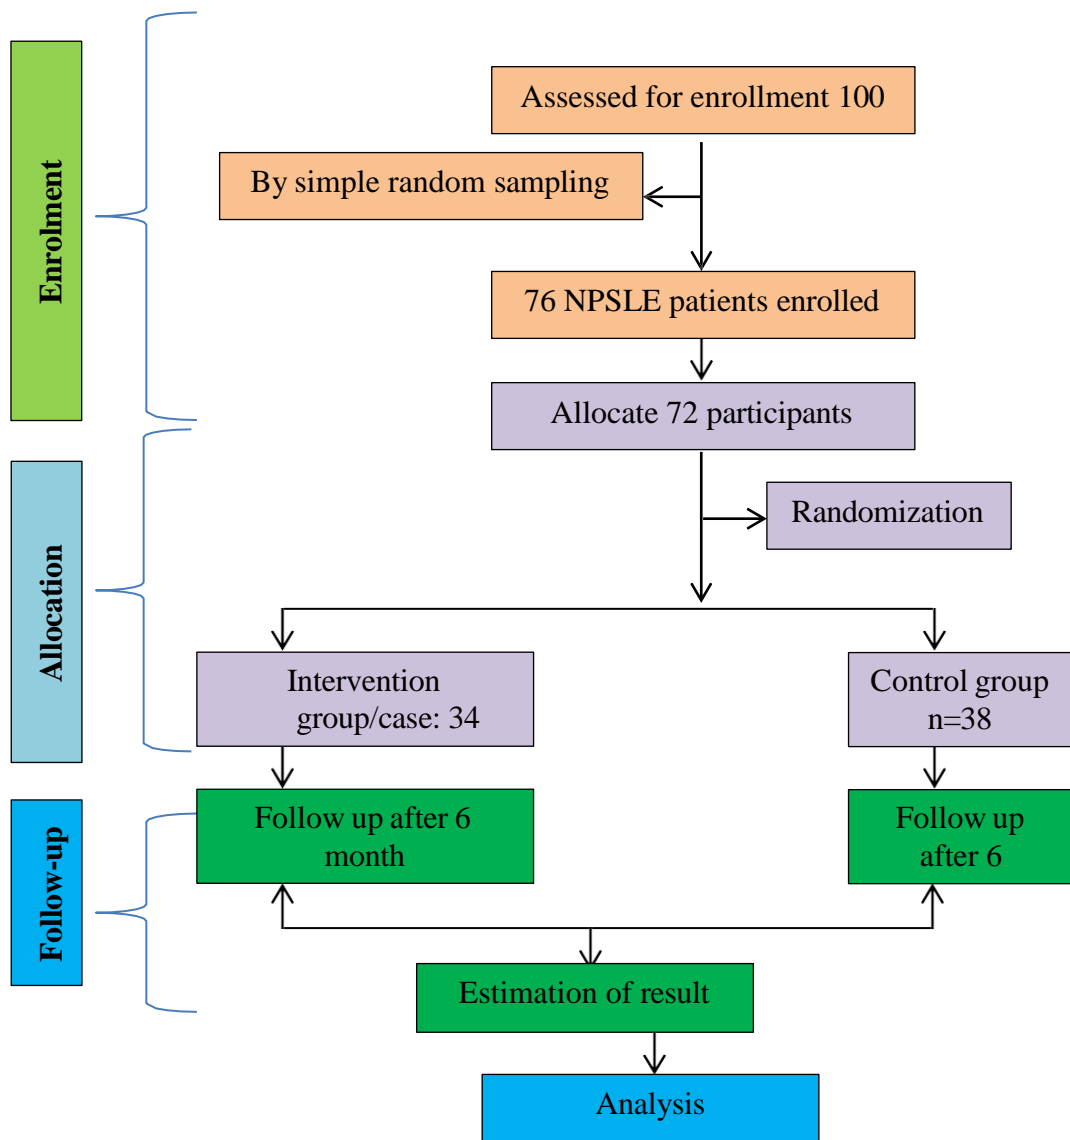 Enrolment
Assessed for enrollment 100
By simple random sampling
76 NPSLE patients enrolled
Allocate 72 participants
Allocation
Randomization
Intervention
group/case: 34
Control group
n=38
Follow-up
Follow up after 6
month
Follow up
after 6
Estimation of result
Analysis